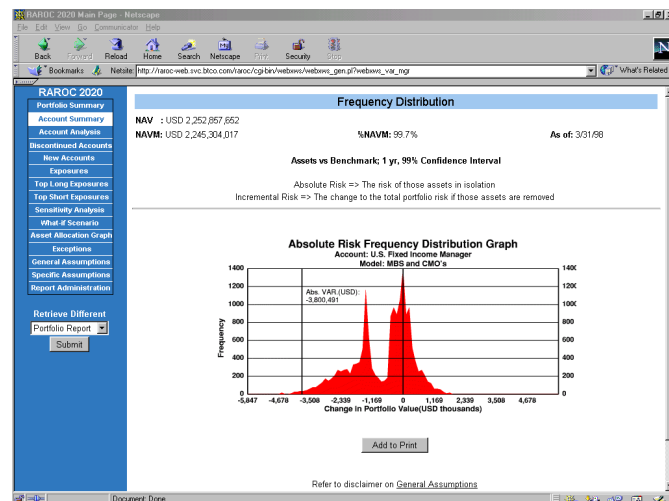 RAROC 2020 Main Page - Netscape
File Edit View Go Communicator Help
Back Forward Reload Home Search Netscape Print Security Stop
Bookmarks Netsite: http://raroc-web.svc.btco.com/raroc/cgi-bin/webxws/webxws_gen.pl?webxws_var_mgr What's Related
RAROC 2020
Portfolio Summary
Account Summary
Account Analysis
Discontinued Accounts
New Accounts
Exposures
Top Long Exposures
Top Short Exposures
Sensitivity Analysis
What-if Scenario
Asset Allocation Graph
Exceptions
General Assumptions
Specific Assumptions
Report Administration
Retrieve Different
Portfolio Report
Submit
Frequency Distribution
NAV : USD 2,252,857,652
NAVM: USD 2,245,304,017 %NAVM: 99.7% As of: 3/31/98
Assets vs Benchmark; 1 yr, 99% Confidence Interval
Absolute Risk => The risk of those assets in isolation
Incremental Risk => The change to the total portfolio risk if those assets are removed
Absolute Risk Frequency Distribution Graph
Account: U.S. Fixed Income Manager
Model: MBS and CMO's
1400 1400
1200 1200
1000 1000
800 800
600 600
400 400
200 200
0 0
Abs. VAR.(USD):
-3,800,491
Frequency
-5,847 -4,678 -3,508 -2,339 -1,169 0 1,169 2,339 3,508 4,678
Change in Portfolio Value(USD thousands)
Add to Print
Refer to disclaimer on General Assumptions
Document: Done